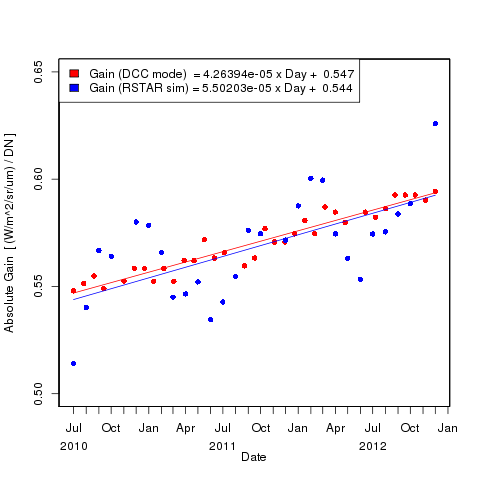 Gain (DCC mode)  = 4.26394e-05 x Day +  0.547
Gain (RSTAR sim) = 5.50203e-05 x Day +  0.544
Absolute Gain  [ (W/m^2/sr/um) / DN ]
0.65
0.60
0.55
0.50
Jul Oct Jan Apr Jul Oct Jan Apr Jul Oct Jan
2010 2011 2012
Date